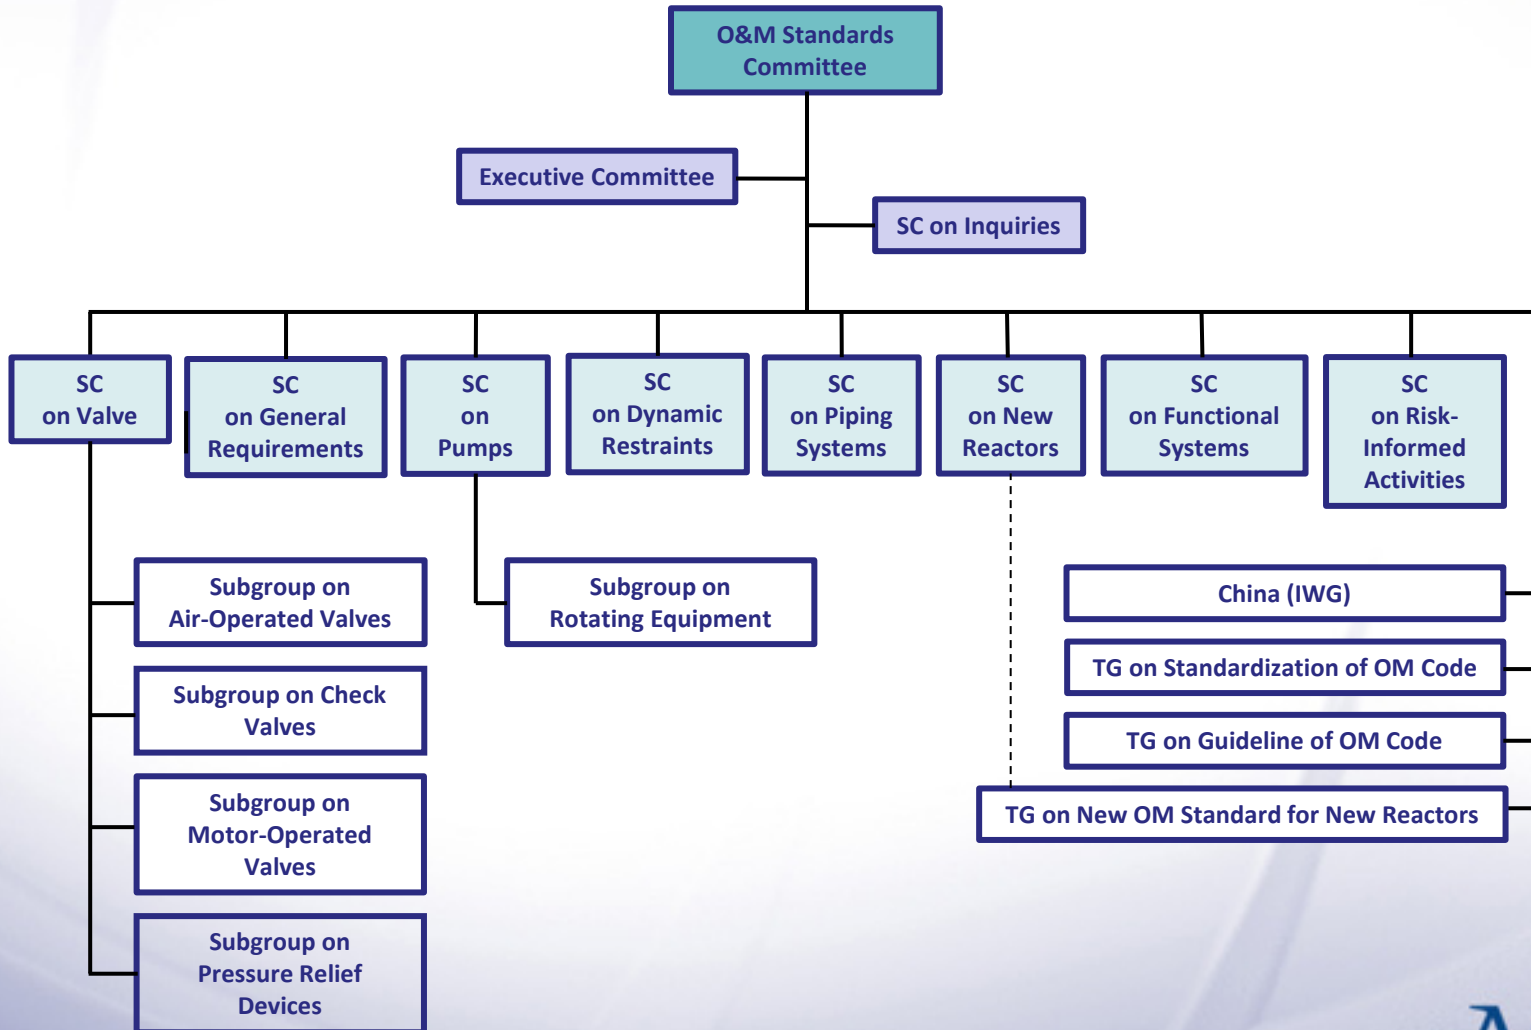 O&M Standards
Committee
Executive Committee
SC on Inquiries
SC
on Valve
SC
on General
Requirements
SC
on
Pumps
SC
on Dynamic
Restraints
SC
on Piping
Systems
SC
on New
Reactors
SC
on Functional
Systems
SC
on Risk-
Informed
Activities
Subgroup on
Air-Operated Valves
Subgroup on Check
Valves
Subgroup on
Motor-Operated
Valves
Subgroup on
Pressure Relief
Devices
Subgroup on
Rotating Equipment
China (IWG)
TG on Standardization of OM Code
TG on Guideline of OM Code
TG on New OM Standard for New Reactors